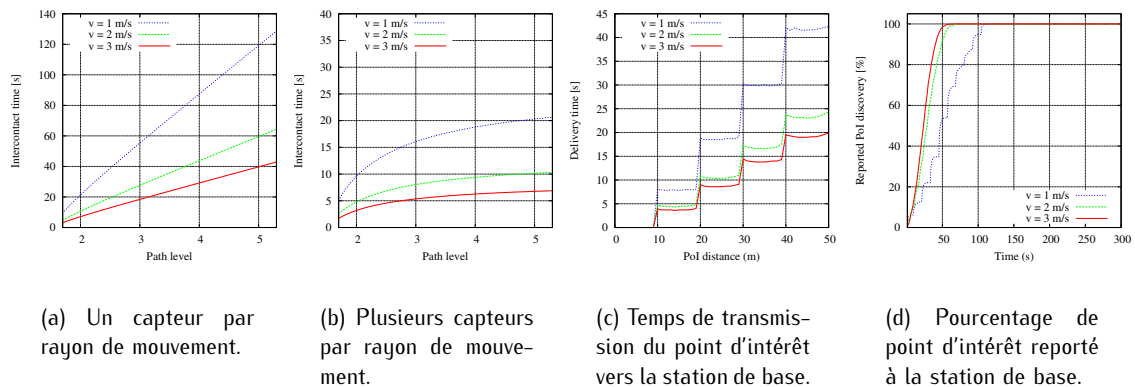 140
120
100
80
60
40
20
0
2
3
4
5
Intercontact time [s]
Path level
v = 1 m/s
v = 2 m/s
v = 3 m/s
40
35
30
25
20
15
10
5
0
2
3
4
5
Intercontact time [s]
Path level
v = 1 m/s
v = 2 m/s
v = 3 m/s
45
40
35
30
25
20
15
10
5
0
0
10
20
30
40
50
Delivery time [s]
PoI distance (m)
v = 1 m/s
v = 2 m/s
v = 3 m/s
100
80
60
40
20
0
50
100
150
200
250
300
Reported PoI discovery [%]
Time (s)
v = 1 m/s
v = 2 m/s
v = 3 m/s
(a) Un capteur par
rayon de mouvement.
(b) Plusieurs capteurs
par rayon de mouve-
ment.
(c) Temps de transmis-
sion du point d'intérêt
vers la station de base.
(d) Pourcentage de
point d'intérêt reporté
à la station de base.